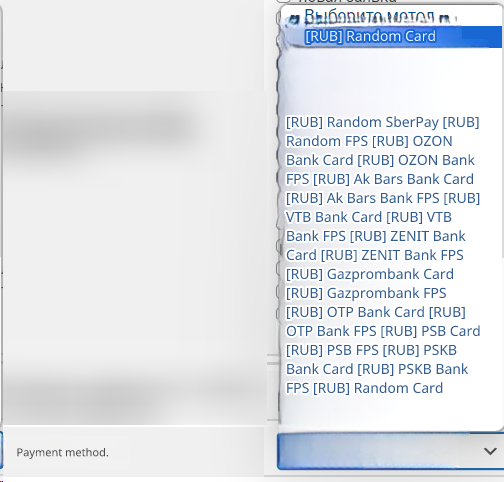 Выберите метод
[RUB] Random Card
[RUB] Random SberPay [RUB]
Random FPS [RUB] OZON
Bank Card [RUB] OZON Bank
FPS [RUB] Ak Bars Bank Card
[RUB] Ak Bars Bank FPS [RUB]
VTB Bank Card [RUB] VTB
Bank FPS [RUB] ZENIT Bank
Card [RUB] ZENIT Bank FPS
[RUB] Gazprombank Card
[RUB] Gazprombank FPS
[RUB] OTP Bank Card [RUB]
OTP Bank FPS [RUB] PSB Card
[RUB] PSB FPS [RUB] PSKB
Bank Card [RUB] PSKB Bank
FPS [RUB] Random Card
Payment method.